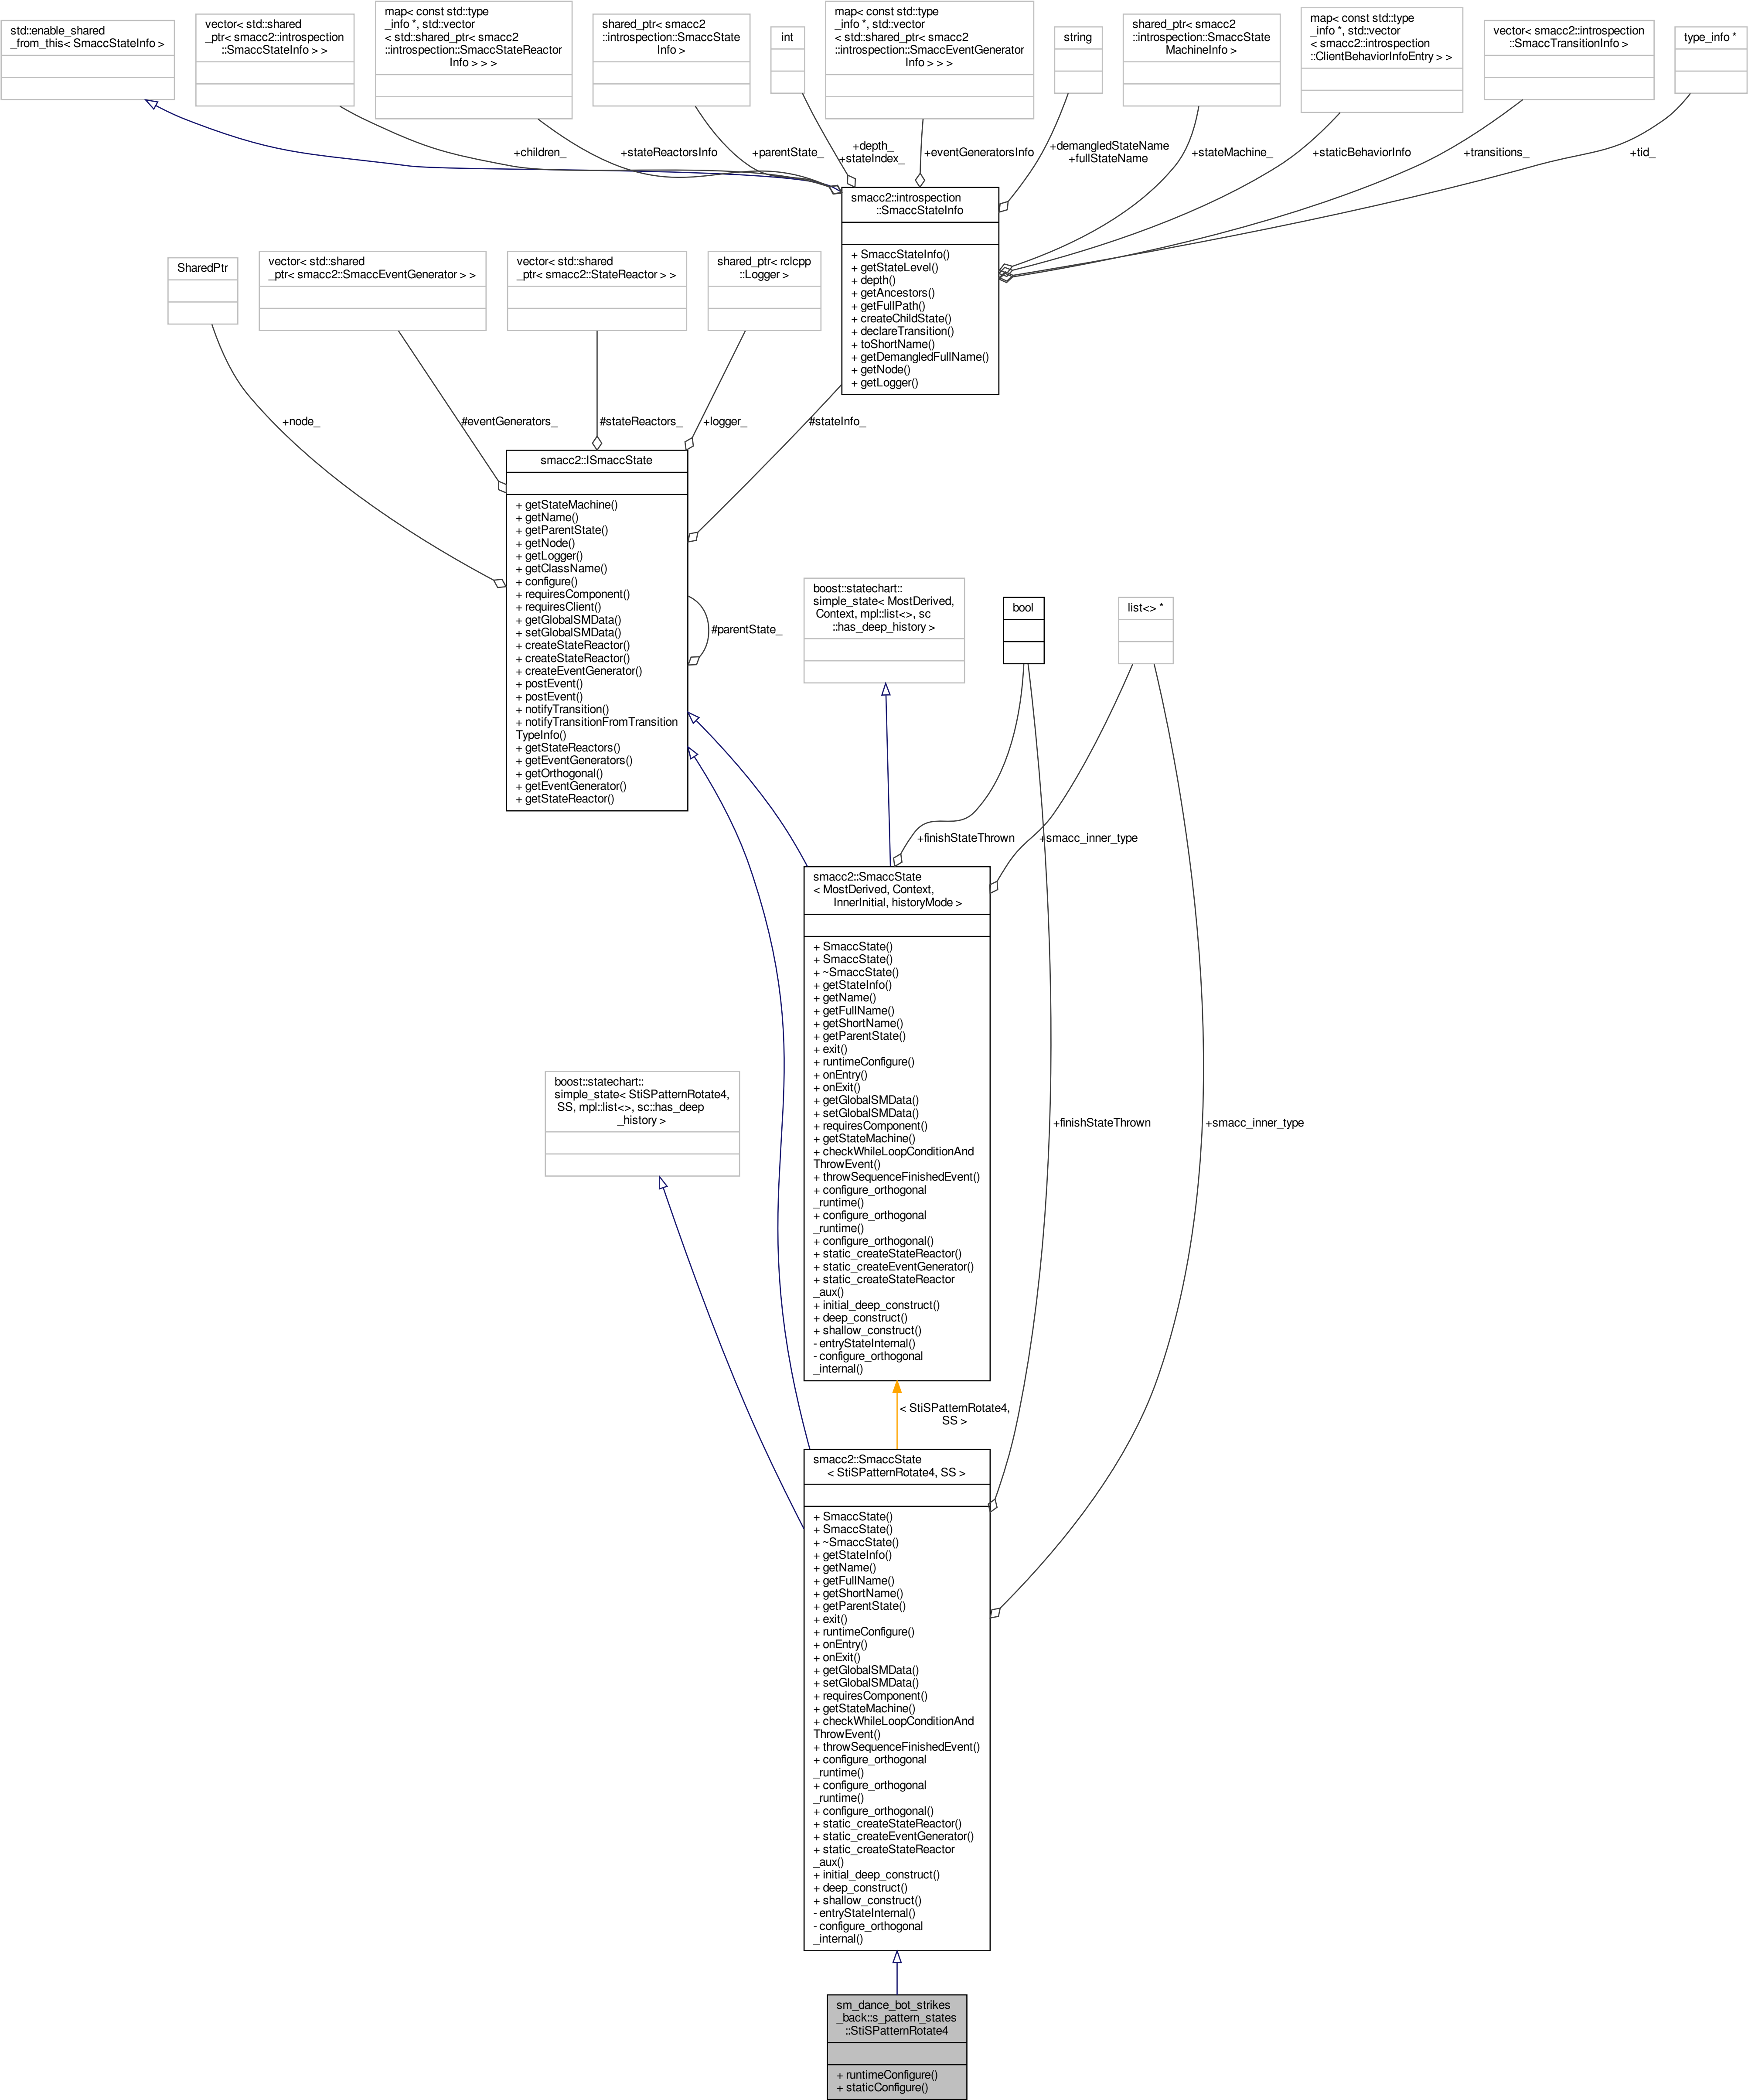 std::enable_shared
_from_this< SmaccStateInfo >
vector< std::shared
_ptr< smacc2::introspection
::SmaccStateInfo > >
map< const std::type
_info *, std::vector
< std::shared_ptr< smacc2
::introspection::SmaccStateReactor
Info > > >
shared_ptr< smacc2
::introspection::SmaccState
Info >
int
map< const std::type
_info *, std::vector
< std::shared_ptr< smacc2
::introspection::SmaccEventGenerator
Info > > >
string
shared_ptr< smacc2
::introspection::SmaccState
MachineInfo >
map< const std::type
_info *, std::vector
< smacc2::introspection
::ClientBehaviorInfoEntry > >
vector< smacc2::introspection
::SmaccTransitionInfo >
type_info *
+children_
+stateReactorsInfo
+parentState_
+depth_
+stateIndex_
+eventGeneratorsInfo
+demangledStateName
+fullStateName
+stateMachine_
+staticBehaviorInfo
+transitions_
+tid_
smacc2::introspection
::SmaccStateInfo
+ SmaccStateInfo()
+ getStateLevel()
+ depth()
+ getAncestors()
+ getFullPath()
+ createChildState()
+ declareTransition()
+ toShortName()
+ getDemangledFullName()
+ getNode()
+ getLogger()
SharedPtr
vector< std::shared
_ptr< smacc2::SmaccEventGenerator > >
vector< std::shared
_ptr< smacc2::StateReactor > >
shared_ptr< rclcpp
::Logger >
+node_
#eventGenerators_
#stateReactors_
+logger_
#stateInfo_
smacc2::ISmaccState
+ getStateMachine()
+ getName()
+ getParentState()
+ getNode()
+ getLogger()
+ getClassName()
+ configure()
+ requiresComponent()
+ requiresClient()
+ getGlobalSMData()
+ setGlobalSMData()
+ createStateReactor()
+ createStateReactor()
+ createEventGenerator()
+ postEvent()
+ postEvent()
+ notifyTransition()
+ notifyTransitionFromTransition
TypeInfo()
+ getStateReactors()
+ getEventGenerators()
+ getOrthogonal()
+ getEventGenerator()
+ getStateReactor()
#parentState_
boost::statechart::
simple_state< MostDerived,
Context, mpl::list<>, sc
::has_deep_history >
bool
list<> *
+finishStateThrown
+smacc_inner_type
smacc2::SmaccState
< MostDerived, Context,
InnerInitial, historyMode >
+ SmaccState()
+ SmaccState()
+ ~SmaccState()
+ getStateInfo()
+ getName()
+ getFullName()
+ getShortName()
+ getParentState()
+ exit()
+ runtimeConfigure()
+ onEntry()
+ onExit()
+ getGlobalSMData()
+ setGlobalSMData()
+ requiresComponent()
+ getStateMachine()
+ checkWhileLoopConditionAnd
ThrowEvent()
+ throwSequenceFinishedEvent()
+ configure_orthogonal
_runtime()
+ configure_orthogonal
_runtime()
+ configure_orthogonal()
+ static_createStateReactor()
+ static_createEventGenerator()
+ static_createStateReactor
_aux()
+ initial_deep_construct()
+ deep_construct()
+ shallow_construct()
- entryStateInternal()
- configure_orthogonal
_internal()
boost::statechart::
simple_state< StiSPatternRotate4,
SS, mpl::list<>, sc::has_deep
_history >
+finishStateThrown
+smacc_inner_type
< StiSPatternRotate4,
SS >
smacc2::SmaccState
< StiSPatternRotate4, SS >
+ SmaccState()
+ SmaccState()
+ ~SmaccState()
+ getStateInfo()
+ getName()
+ getFullName()
+ getShortName()
+ getParentState()
+ exit()
+ runtimeConfigure()
+ onEntry()
+ onExit()
+ getGlobalSMData()
+ setGlobalSMData()
+ requiresComponent()
+ getStateMachine()
+ checkWhileLoopConditionAnd
ThrowEvent()
+ throwSequenceFinishedEvent()
+ configure_orthogonal
_runtime()
+ configure_orthogonal
_runtime()
+ configure_orthogonal()
+ static_createStateReactor()
+ static_createEventGenerator()
+ static_createStateReactor
_aux()
+ initial_deep_construct()
+ deep_construct()
+ shallow_construct()
- entryStateInternal()
- configure_orthogonal
_internal()
sm_dance_bot_strikes
_back::s_pattern_states
::StiSPatternRotate4
+ runtimeConfigure()
+ staticConfigure()